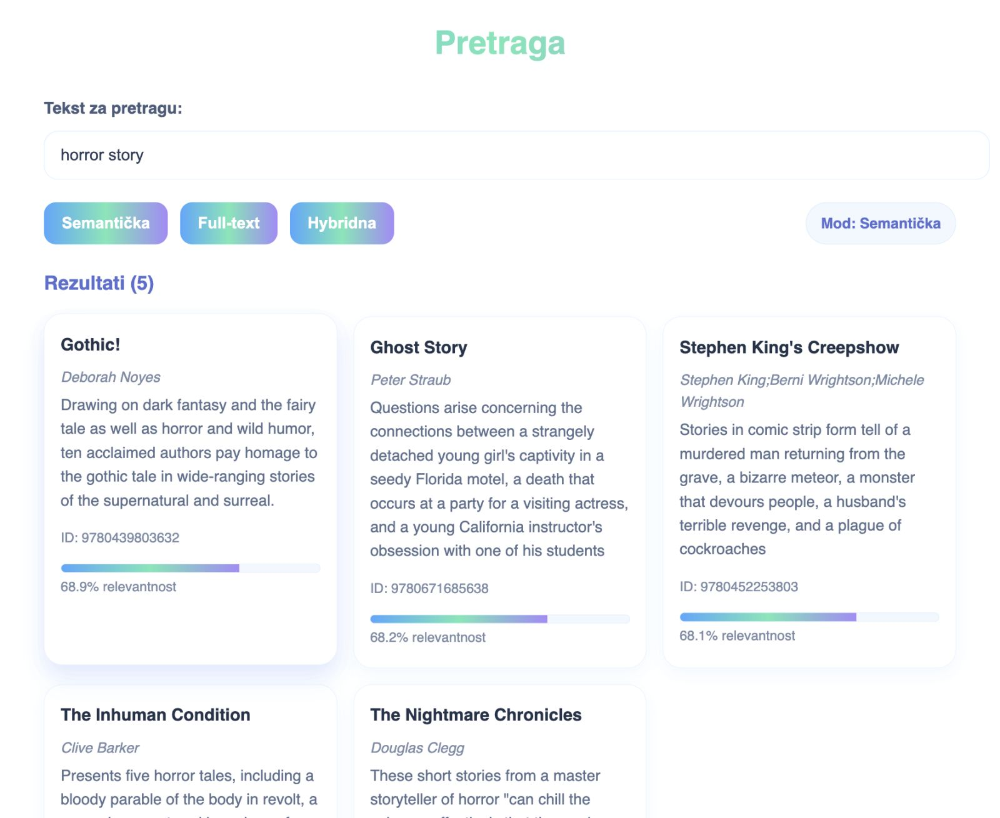 Pretraga
Tekst za pretragu:
horror story
Semantička
Full-text
Hybridna
Mod: Semantička
Rezultati (5)
Gothic!
Deborah Noyes
Drawing on dark fantasy and the fairy
tale as well as horror and wild humor,
ten acclaimed authors pay homage to
the gothic tale in wide-ranging stories
of the supernatural and surreal.
ID: 9780439803632
68.9% relevantnost
Ghost Story
Peter Straub
Questions arise concerning the
connections between a strangely
detached young girl's captivity in a
seedy Florida motel, a death that
occurs at a party for a visiting actress,
and a young California instructor's
obsession with one of his students
ID: 9780671685638
68.2% relevantnost
Stephen King's Creepshow
Stephen King;Berni Wrightson;Michele
Wrightson
Stories in comic strip form tell of a
murdered man returning from the
grave, a bizarre meteor, a monster
that devours people, a husband's
terrible revenge, and a plague of
cockroaches
ID: 9780452253803
68.1% relevantnost
The Inhuman Condition
Clive Barker
Presents five horror tales, including a
bloody parable of the body in revolt, a
The Nightmare Chronicles
Douglas Clegg
These short stories from a master
storyteller of horror "can chill the